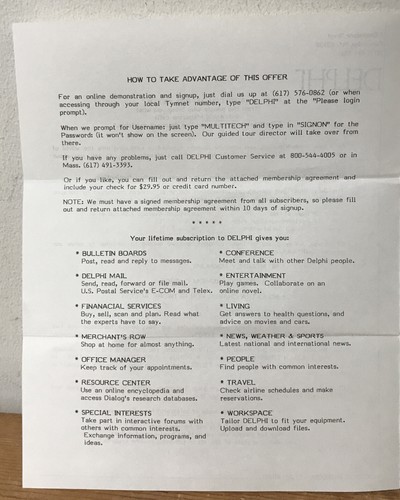 HOW TO TAKE ADVANTAGE OF THIS OFFER
For an online demonstration and signup, just dial us up at (617) 576-0862 (or when
accessing through your local Tymnet number, type "DELPHI" at the "Please login
prompt).
When we prompt for Username: just type "MULTITECH" and type in "SIGNON" for the
Password: (it won't show on the screen). Our guided tour director will take over from
there.
If you have any problems, just call DELPHI Customer Service at 800-544-4005 or in
Mass. (617) 491-3393.
Or if you like, you can fill out and return the attached membership agreement and
include your check for $29.95 or credit card number.
NOTE: We must have a signed membership agreement from all subscribers, so please fill
out and return attached membership agreement within 10 days of signup.
* * * * *
Your lifetime subscription to DELPHI gives you:
* BULLETIN BOARDS
Post, read and reply to messages.
* DELPHI MAIL
Send, read, forward or file mail.
U.S. Postal Service's E-COM and Telex.
* FINANACIAL SERVICES
Buy, sell, scan and plan. Read what
the experts have to say.
* MERCHANT'S ROW
Shop at home for almost anything.
* OFFICE MANAGER
Keep track of your appointments.
* RESOURCE CENTER
Use an online encyclopedia and
access Dialog's research databases.
* SPECIAL INTERESTS
Take part in interactive forums with
others with common interests.
Exchange information, programs, and
ideas.
* CONFERENCE
Meet and talk with other Delphi people.
* ENTERTAINMENT
Play games. Collaborate on an
online novel.
* LIVING
Get answers to health questions, and
advice on movies and cars.
* NEWS, WEATHER & SPORTS
Latest national and international news.
* PEOPLE
Find people with common interests.
* TRAVEL
Check airline schedules and make
reservations.
* WORKSPACE
Tailor DELPHI to fit your equipment.
Upload and download files.